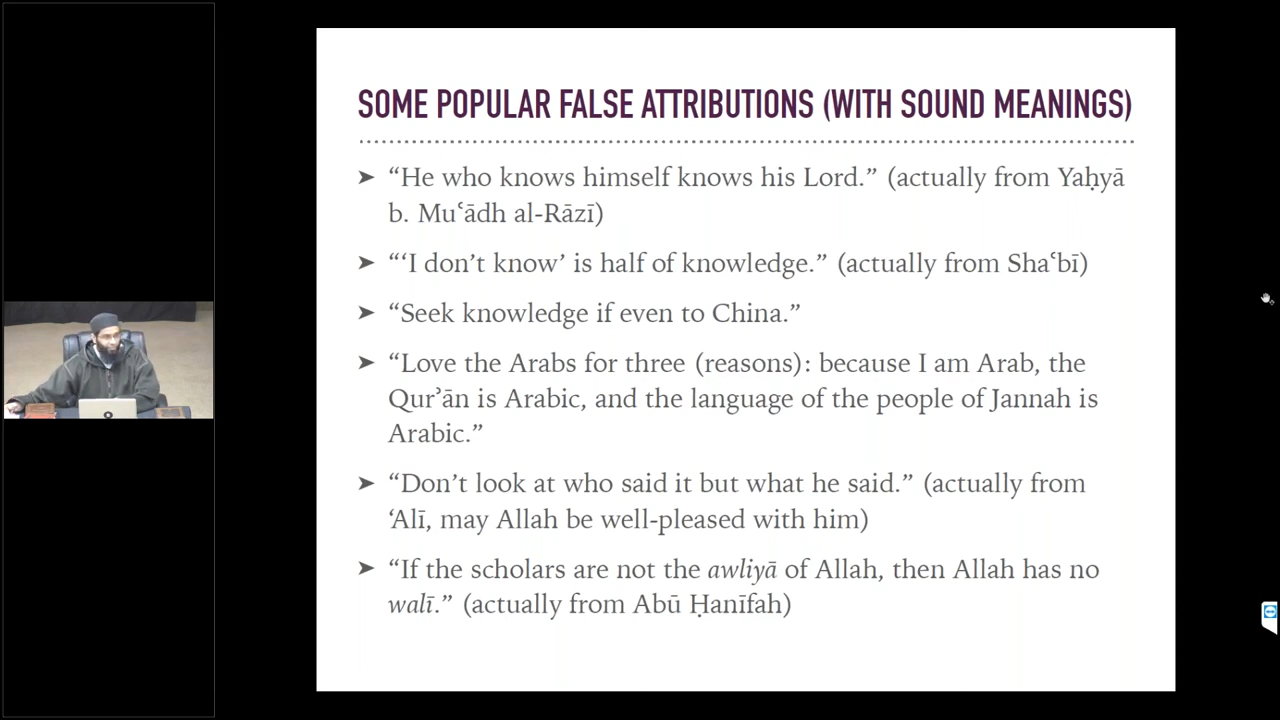 SOME POPULAR FALSE ATTRIBUTIONS (WITH SOUND MEANINGS)
➤ “He who knows himself knows his Lord.” (actually from Yaḥyā
b. Muʿādh al-Rāzī)
➤ “‘I don’t know’ is half of knowledge.” (actually from Shaʿbī)
➤ “Seek knowledge if even to China.”
➤ “Love the Arabs for three (reasons): because I am Arab, the
Qurʾān is Arabic, and the language of the people of Jannah is
Arabic.”
➤ “Don’t look at who said it but what he said.” (actually from
‘Alī, may Allah be well-pleased with him)
➤ “If the scholars are not the awliyā of Allah, then Allah has no
walī.” (actually from Abū Ḥanīfah)